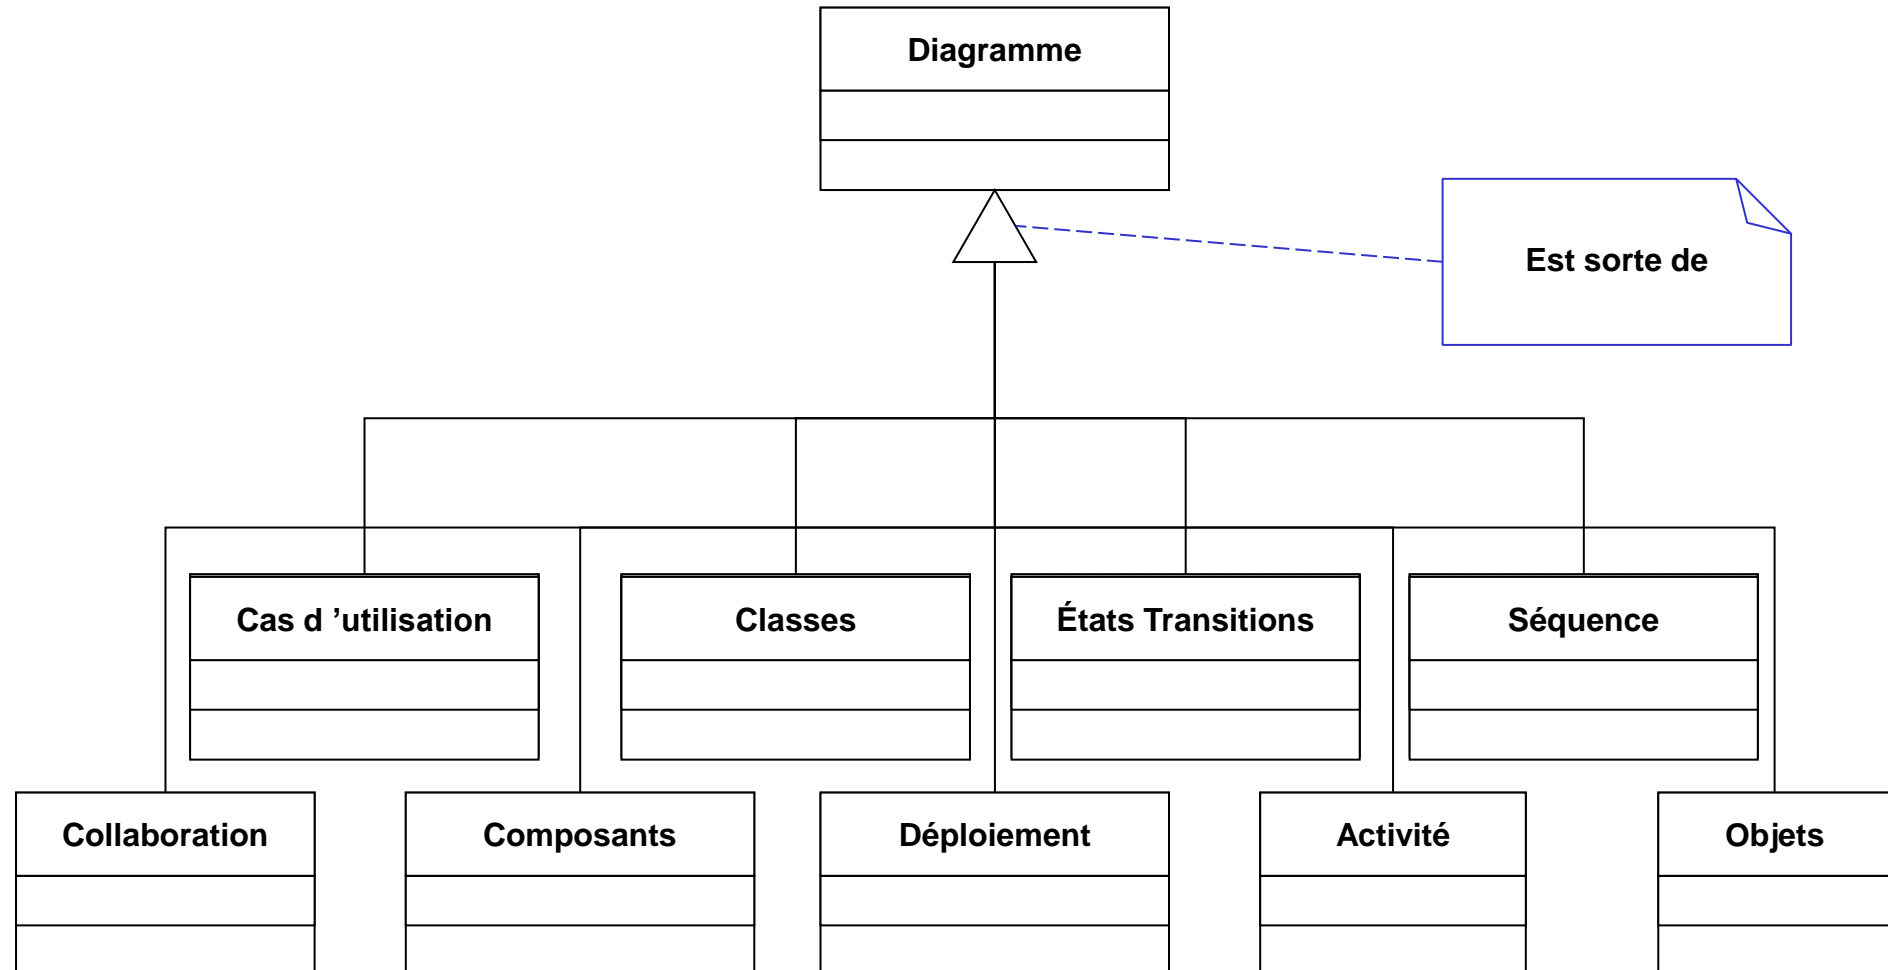 Diagramme
Est sorte de
Cas d ’utilisation
Classes
États Transitions
Séquence
Collaboration
Composants
Déploiement
Activité
Objets